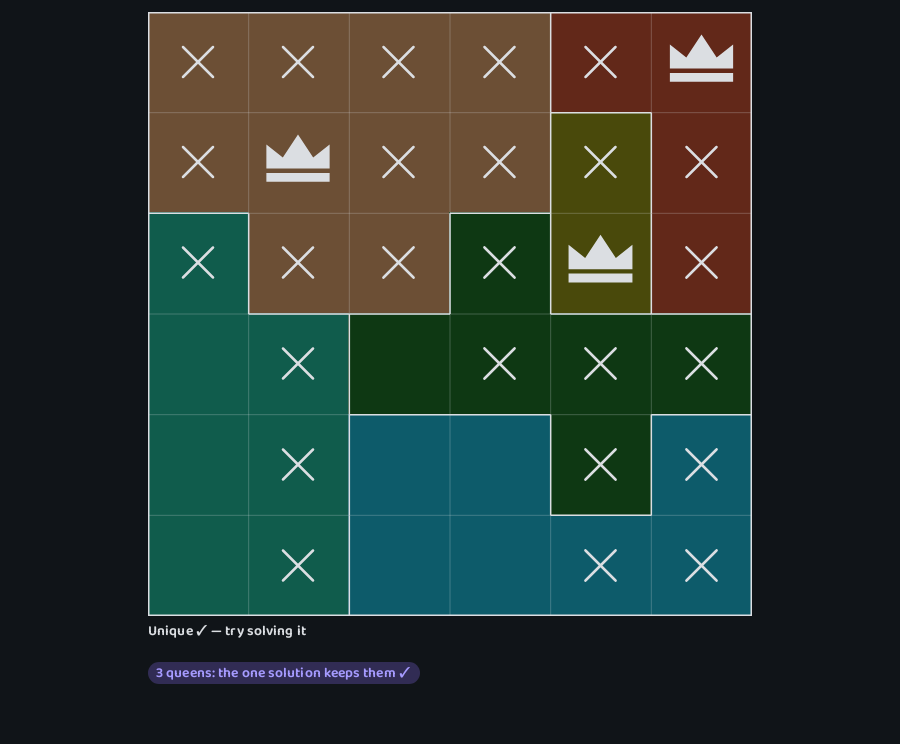 Unique ✓ — try solving it
3 queens: the one solution keeps them ✓